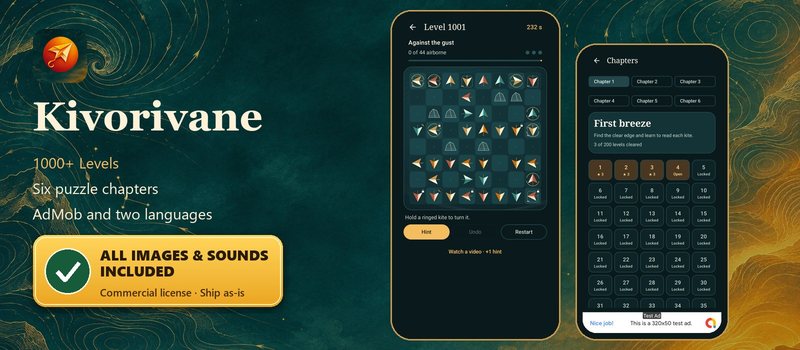 Kivorivane
1000+ Levels
Six puzzle chapters
AdMob and two languages
ALL IMAGES & SOUNDS
INCLUDED
Commercial license · Ship as-is
← Level 1001 232 s
Against the gust
0 of 44 airborne
Hold a ringed kite to turn it.
Hint Undo Restart
Watch a video · +1 hint
← Chapters
Chapter 1 Chapter 2 Chapter 3
Chapter 4 Chapter 5 Chapter 6
First breeze
Find the clear edge and learn to read each kite.
3 of 200 levels cleared
1 2 3 4 5
★ 3 ★ 3 ★ 3 Open Locked
6 7 8 9 10
Locked Locked Locked Locked Locked
11 12 13 14 15
Locked Locked Locked Locked Locked
16 17 18 19 20
Locked Locked Locked Locked Locked
21 22 23 24 25
Locked Locked Locked Locked Locked
26 27 28 29 30
Locked Locked Locked Locked Locked
31 32 33 34 35
Test Ad
Nice job! This is a 320x50 test ad.